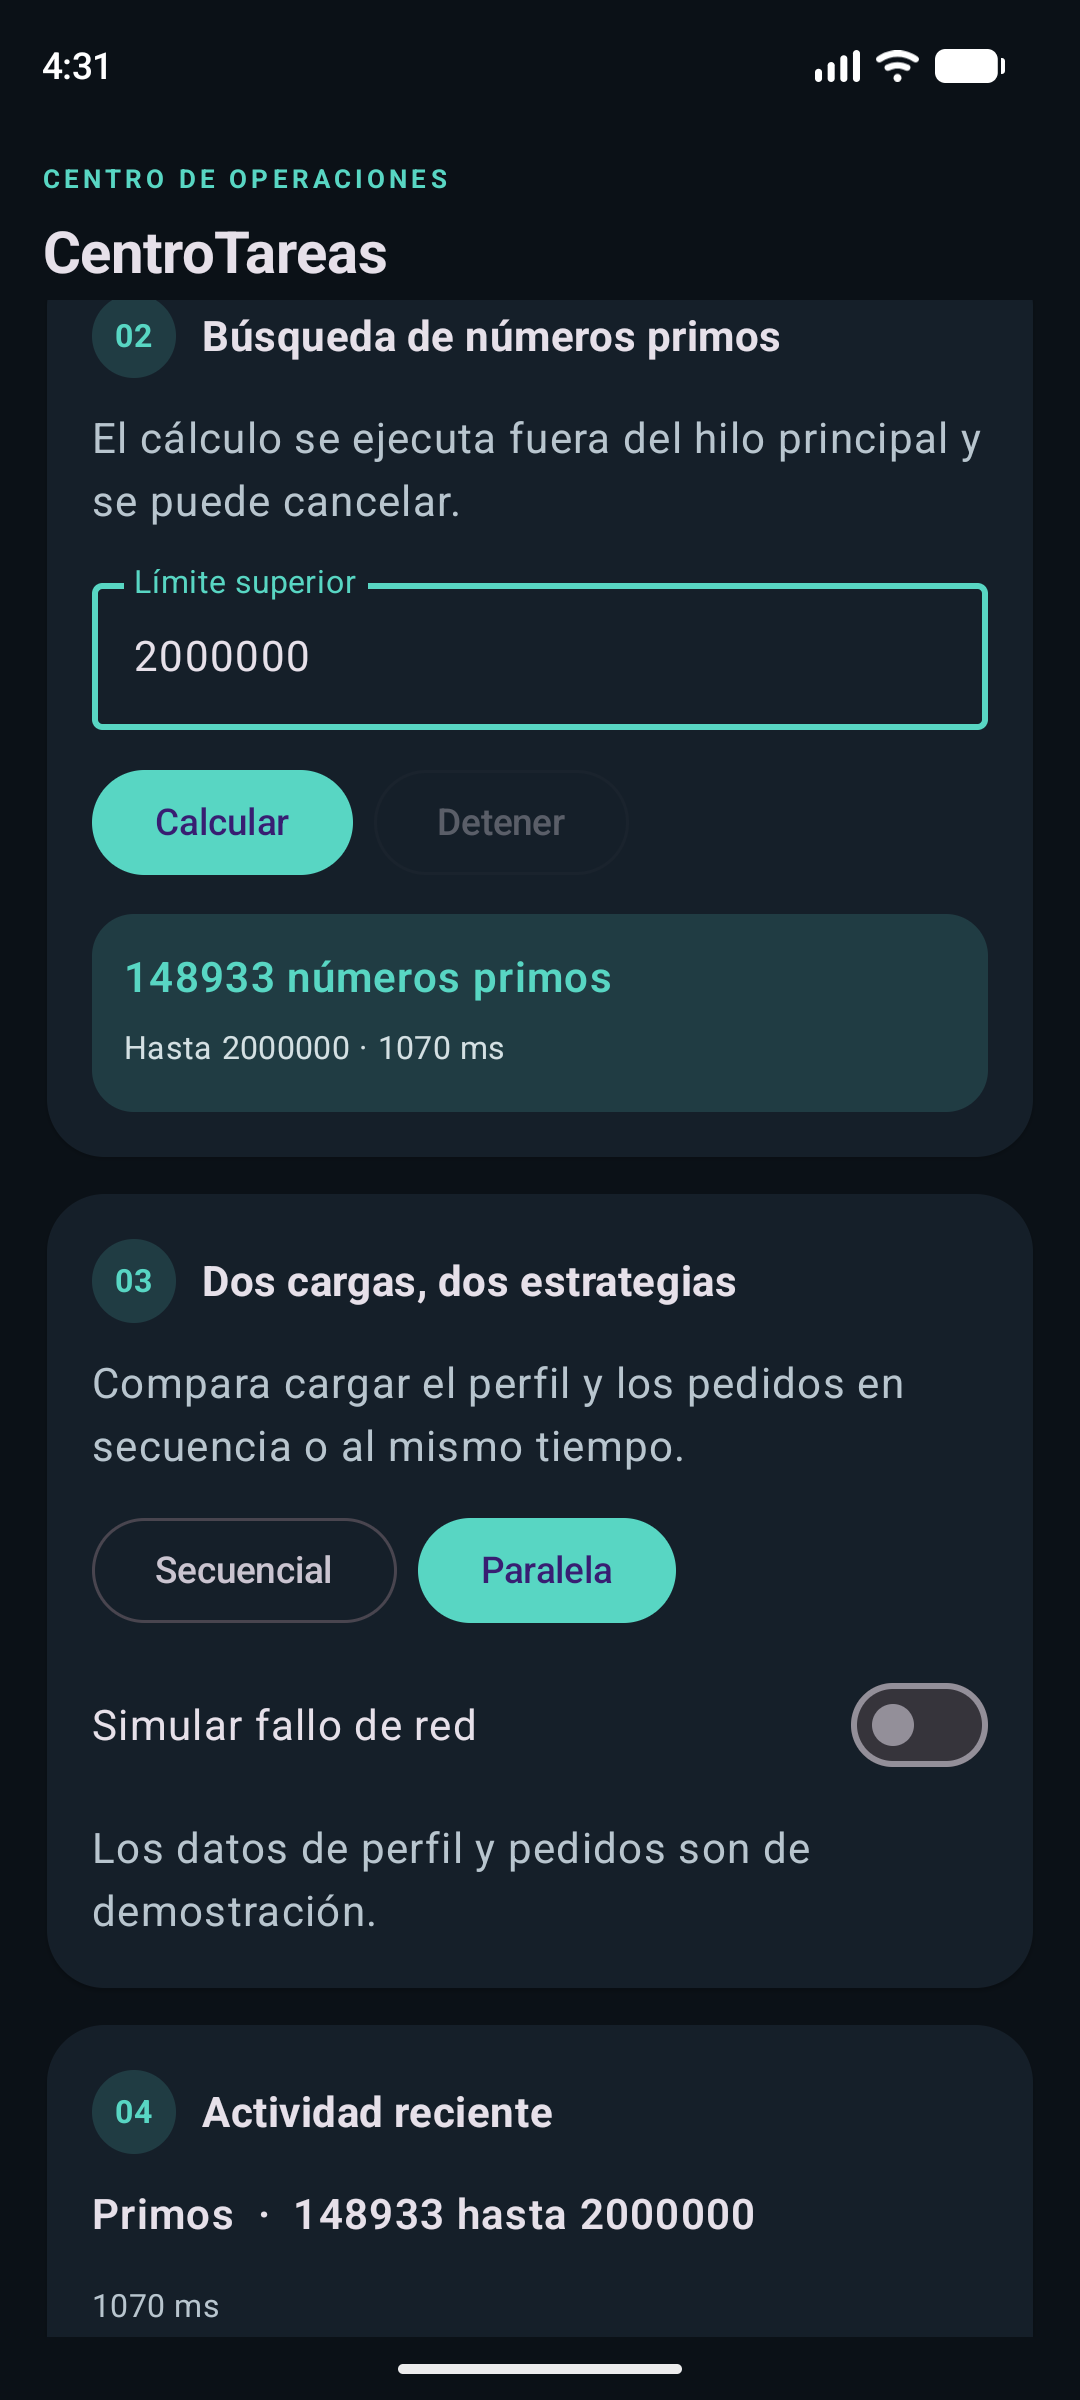 4:31
CENTRO DE OPERACIONES
CentroTareas
02 Búsqueda de números primos
El cálculo se ejecuta fuera del hilo principal y
se puede cancelar.
Límite superior
2000000
Calcular Detener
148933 números primos
Hasta 2000000 · 1070 ms
03 Dos cargas, dos estrategias
Compara cargar el perfil y los pedidos en
secuencia o al mismo tiempo.
Secuencial Paralela
Simular fallo de red
Los datos de perfil y pedidos son de
demostración.
04 Actividad reciente
Primos · 148933 hasta 2000000
1070 ms